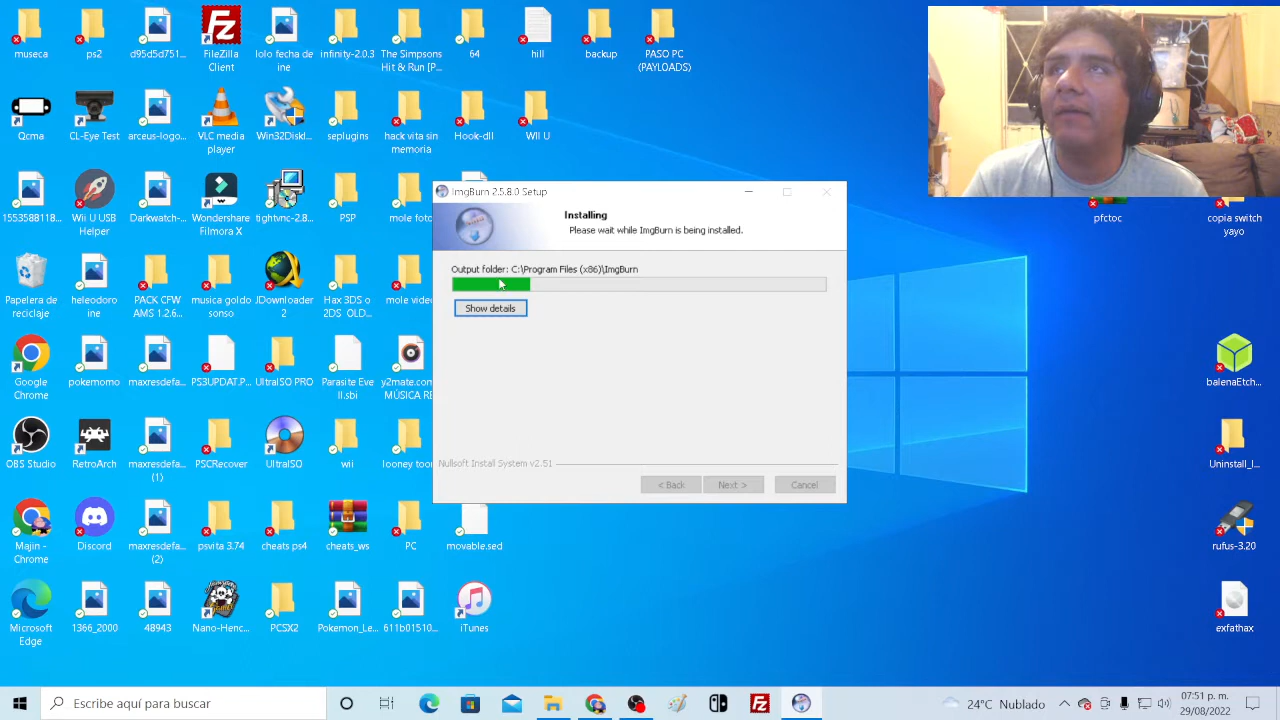 museca
ps2
d95d5d751...
FileZilla
Client
lolo fecha de
ine
infinity-2.0.3
The Simpsons
Hit & Run [P...
64
hill
backup
PASO PC
(PAYLOADS)
Qcma
CL-Eye Test
arceus-logo...
VLC media
player
Win32Diskl...
seplugins
hack vita sin
memoria
Hook-dll
WII U
1553588118...
Wii U USB
Helper
Darkwatch-...
Wondershare
Filmora X
tightvnc-2.8...
PSP
mole foto
pfctoc
copia switch
yayo
ImgBurn 2.5.8.0 Setup
Installing
Please wait while ImgBurn is being installed.
Output folder: C:\Program Files (x86)\ImgBurn
Show details
Nullsoft Install System v2.51
< Back
Next >
Cancel
Papelera de
reciclaje
heleodoro
ine
PACK CFW
AMS 1.2.6...
musica goldo
sonso
JDownloader
2
Hax 3DS o
2DS OLD...
mole video
Google
Chrome
pokemomo
maxresdefa...
PS3UPDAT.P...
UltraISO PRO
Parasite Eve
II.sbi
y2mate.com
MÚSICA RE
balenaEtch...
OBS Studio
RetroArch
maxresdefa...
(1)
PSCRecover
UltraISO
wii
looney toon
Uninstall_I...
Majin -
Chrome
Discord
maxresdefa...
(2)
psvita 3.74
cheats ps4
cheats_ws
PC
movable.sed
rufus-3.20
Microsoft
Edge
1366_2000
48943
Nano-Henc...
PCSX2
Pokemon_Le...
611b01510...
iTunes
exfathax
Escribe aquí para buscar
24°C Nublado
07:51 p. m.
29/08/2022